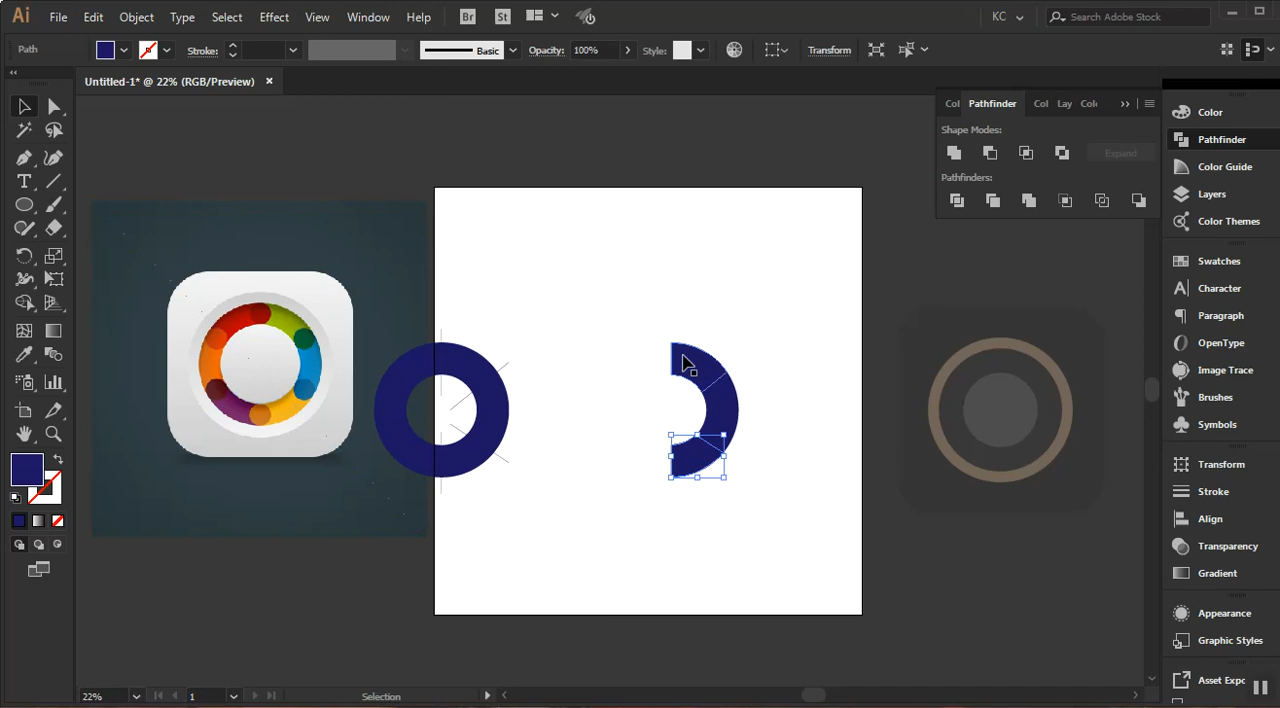 Ai File Edit Object Type Select Effect View Window Help Br St KC Search Adobe Stock
Path Stroke: Basic Opacity: 100% Style: Transform
Untitled-1* @ 22% (RGB/Preview) ×
Col Pathfinder Col Lay Colo
Shape Modes:
Expand
Pathfinders:
Color
Pathfinder
Color Guide
Layers
Color Themes
Swatches
Character
Paragraph
OpenType
Image Trace
Brushes
Symbols
Transform
Stroke
Align
Transparency
Gradient
Appearance
Graphic Styles
Asset Expo
22% 1 Selection